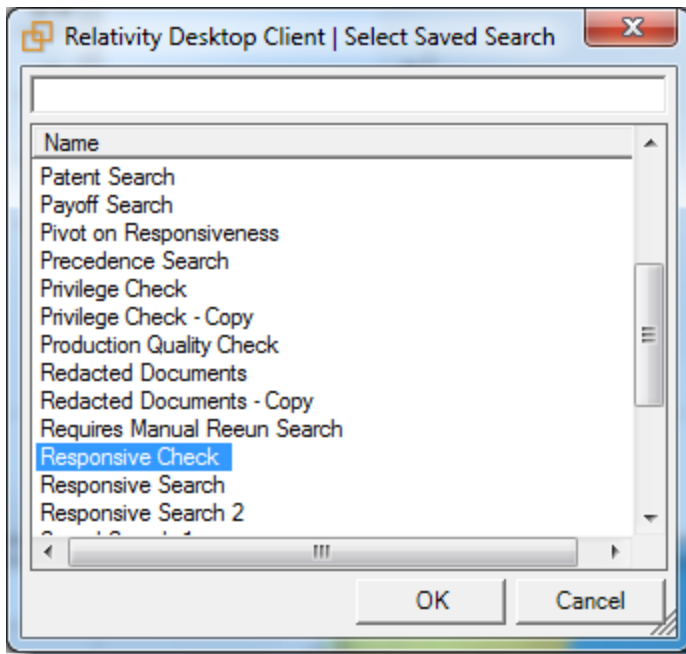 Relativity Desktop Client | Select Saved Search
Name
Patent Search
Payoff Search
Pivot on Responsiveness
Precedence Search
Privilege Check
Privilege Check - Copy
Production Quality Check
Redacted Documents
Redacted Documents - Copy
Requires Manual Reeun Search
Responsive Check
Responsive Search
Responsive Search 2
OK
Cancel